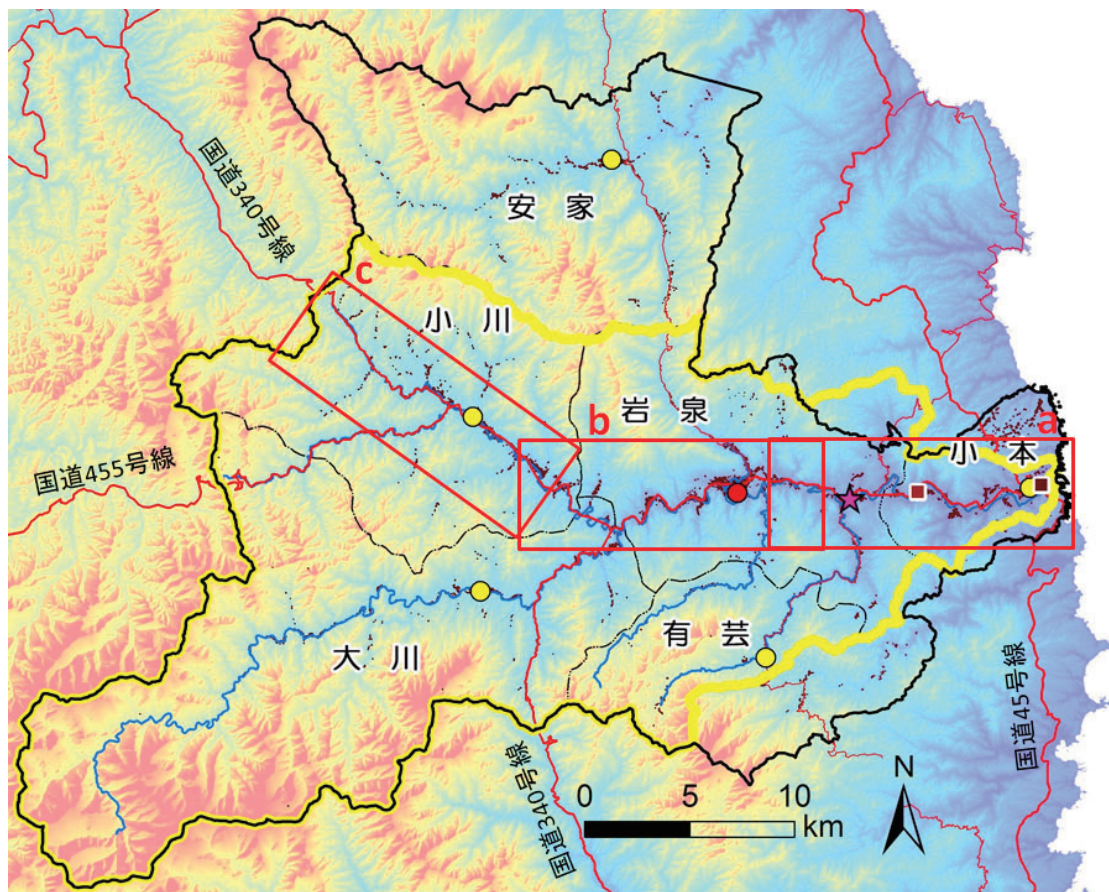 国道340号線
安 家
c
小 川
岩 泉
b
a
小 本
国道455号線
有 芸
大 川
国道45号線
国道340号線
N
0 5 10
km